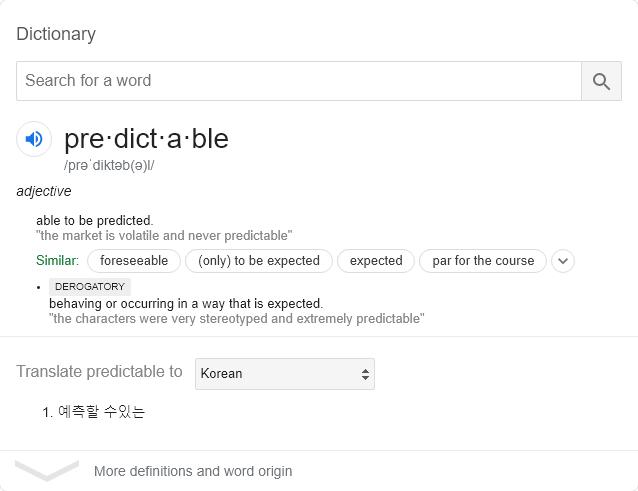 Dictionary
Search for a word
pre·dict·a·ble
/prəˈdiktəb(ə)l/
adjective
able to be predicted.
"the market is volatile and never predictable"
Similar: foreseeable (only) to be expected expected par for the course
• DEROGATORY
behaving or occurring in a way that is expected.
"the characters were very stereotyped and extremely predictable"
Translate predictable to Korean
1. 예측할 수있는
More definitions and word origin